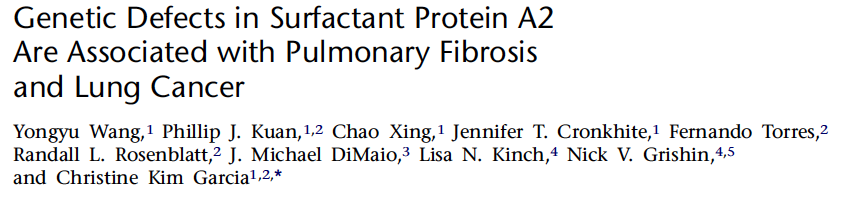 Genetic Defects in Surfactant Protein A2
Are Associated with Pulmonary Fibrosis
and Lung Cancer
Yongyu Wang,1 Phillip J. Kuan,1,2 Chao Xing,1 Jennifer T. Cronkhite,1 Fernando Torres,2
Randall L. Rosenblatt,2 J. Michael DiMaio,3 Lisa N. Kinch,4 Nick V. Grishin,4,5
and Christine Kim Garcia1,2,*